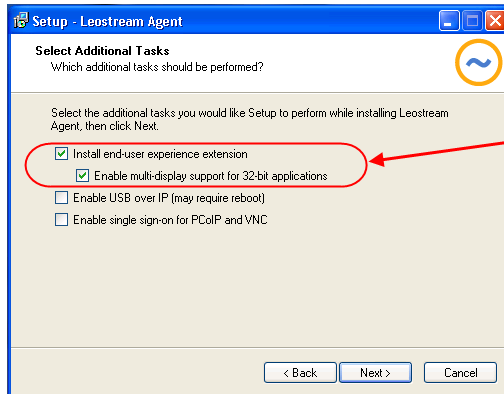 Setup - Leostream Agent
Select Additional Tasks
Which additional tasks should be performed?
Select the additional tasks you would like Setup to perform while installing Leostream
Agent, then click Next.
Install end-user experience extension
Enable multi-display support for 32-bit applications
Enable USB over IP (may require reboot)
Enable single sign-on for PCoIP and VNC
< Back
Next >
Cancel